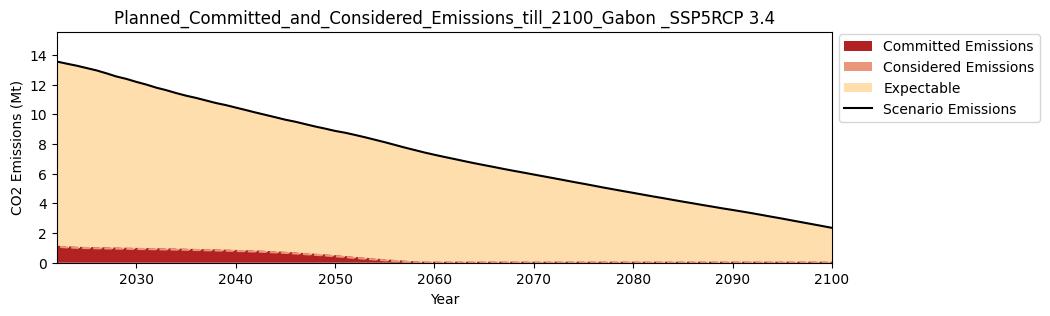 Planned_Committed_and_Considered_Emissions_till_2100_Gabon _SSP5RCP 3.4
14
12
10
8
6
4
2
0
CO2 Emissions (Mt)
2030 2040 2050 2060 2070 2080 2090 2100
Year
Committed Emissions
Considered Emissions
Expectable
Scenario Emissions